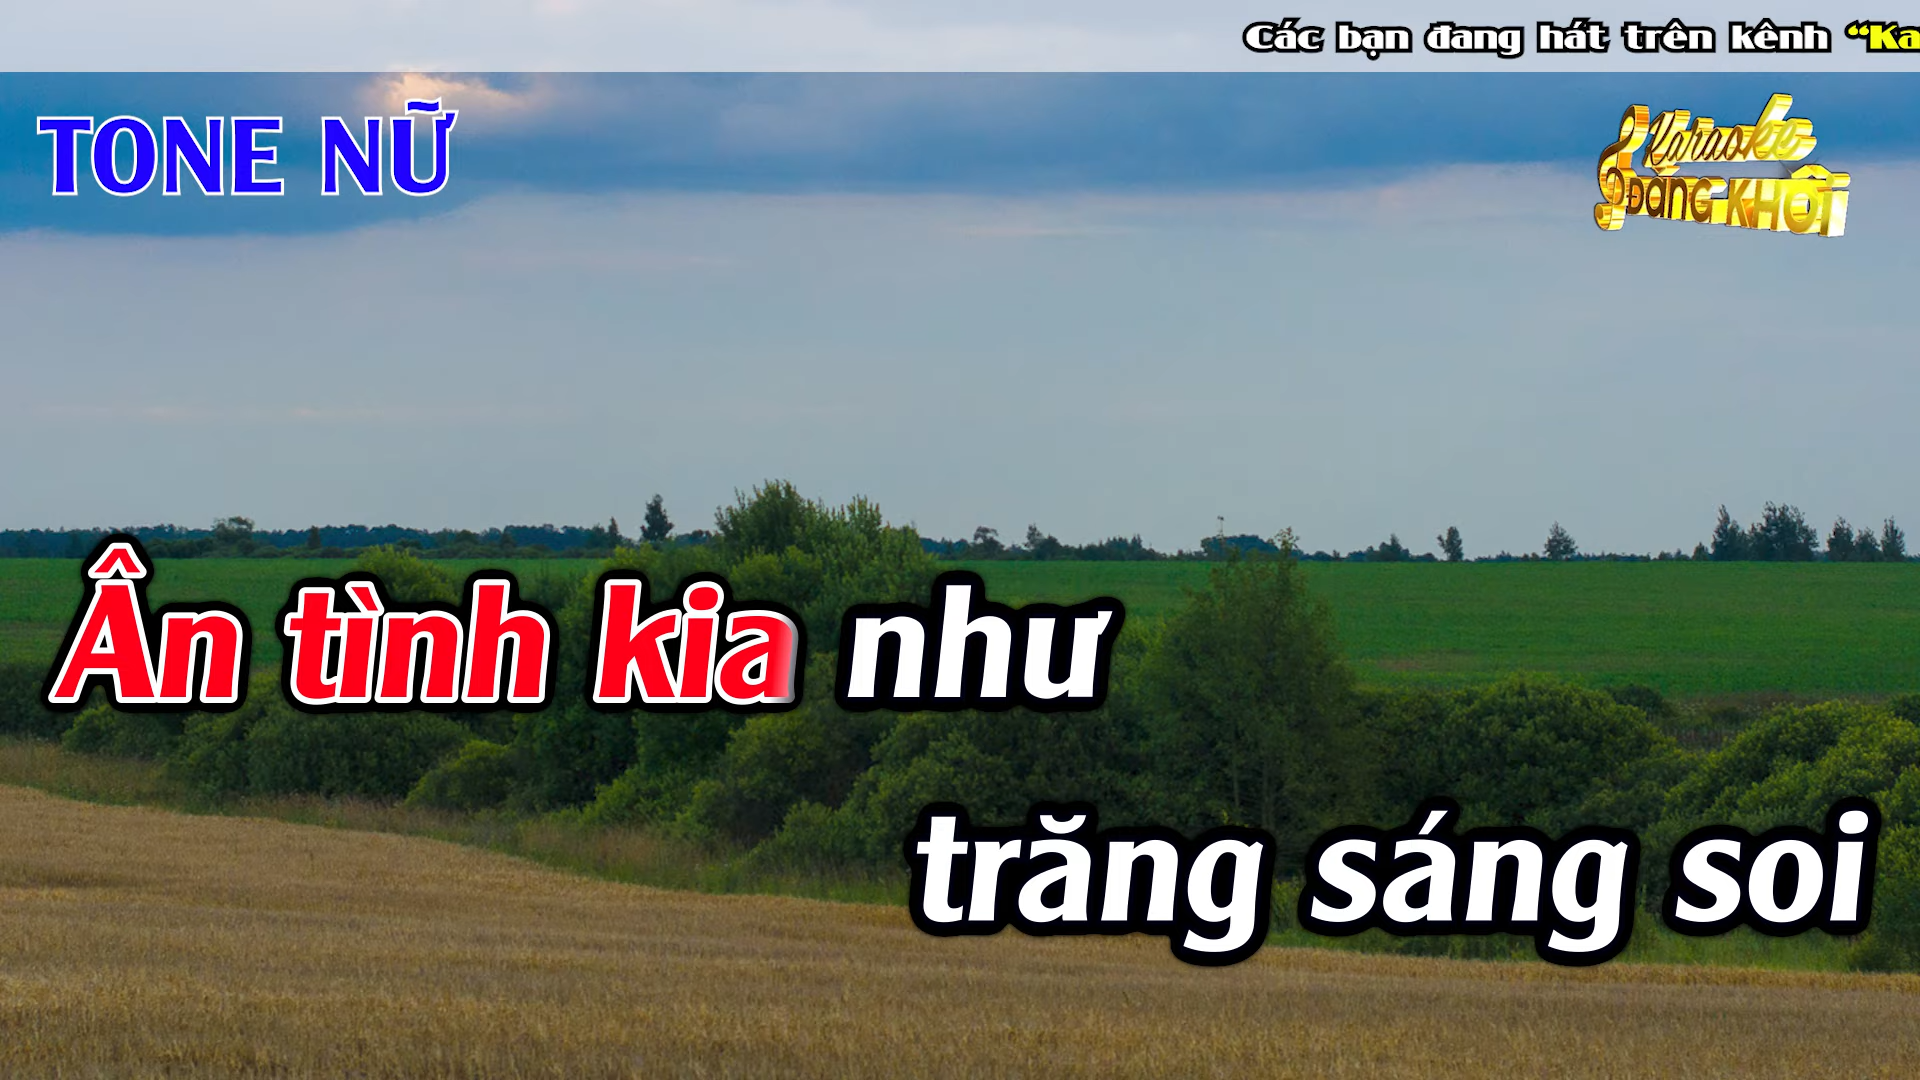 Các bạn đang hát trên kênh “Ka
TONE NỮ
Karaoke
ĐĂNG KHÔI
Ân tình kia như
trăng sáng soi